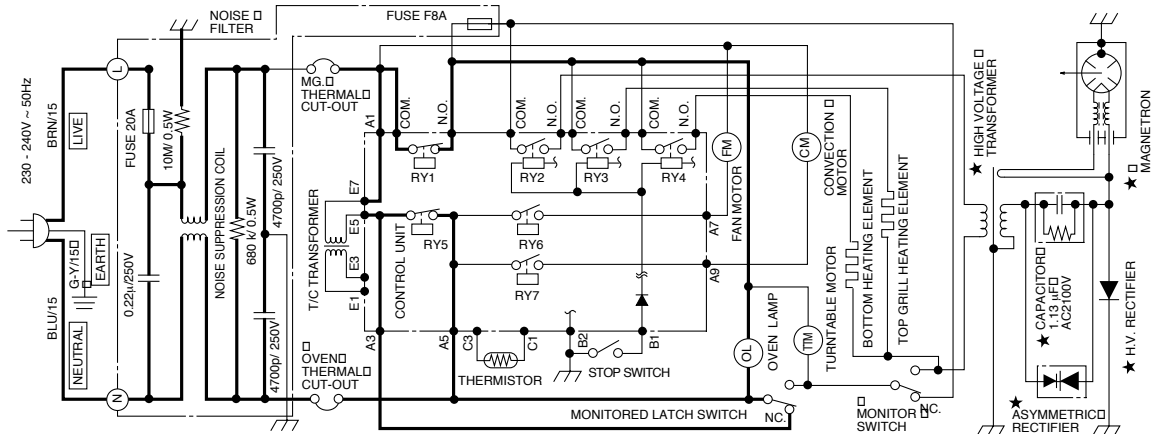 NOISE □
FILTER
FUSE F8A
230 - 240V ~ 50Hz
BRN/15
LIVE
L
FUSE 20A
10M/ 0.5W
G-Y/15□
EARTH
BLU/15
NEUTRAL
N
0.22µ/250V
NOISE SUPPRESSION COIL
680 k/ 0.5W
4700p/ 250V
4700p/ 250V
MG. □
THERMAL□
CUT-OUT
□
OVEN□
THERMAL□
CUT-OUT
T/C TRANSFORMER
CONTROL UNIT
A1
E7
E5
E3
E1
A3
A5
C3
C1
B2
B1
A7
A9
COM.
N.O.
COM.
N.O.
COM.
N.O.
COM.
N.O.
RY1
RY2
RY3
RY4
RY5
RY6
RY7
THERMISTOR
STOP SWITCH
FM
FAN MOTOR
CM
CONVECTION □
MOTOR
OL
OVEN LAMP
TTM
TURNTABLE MOTOR
BOTTOM HEATING ELEMENT
TOP GRILL HEATING ELEMENT
MONITORED LATCH SWITCH
NC.
□
MONITOR □
SWITCH
NC.
★ HIGH VOLTAGE □
TRANSFORMER
★ □
MAGNETRON
★ CAPACITOR□
1.13 µF□
AC2100V
★ H.V. RECTIFIER
★
ASYMMETRIC□
RECTIFIER